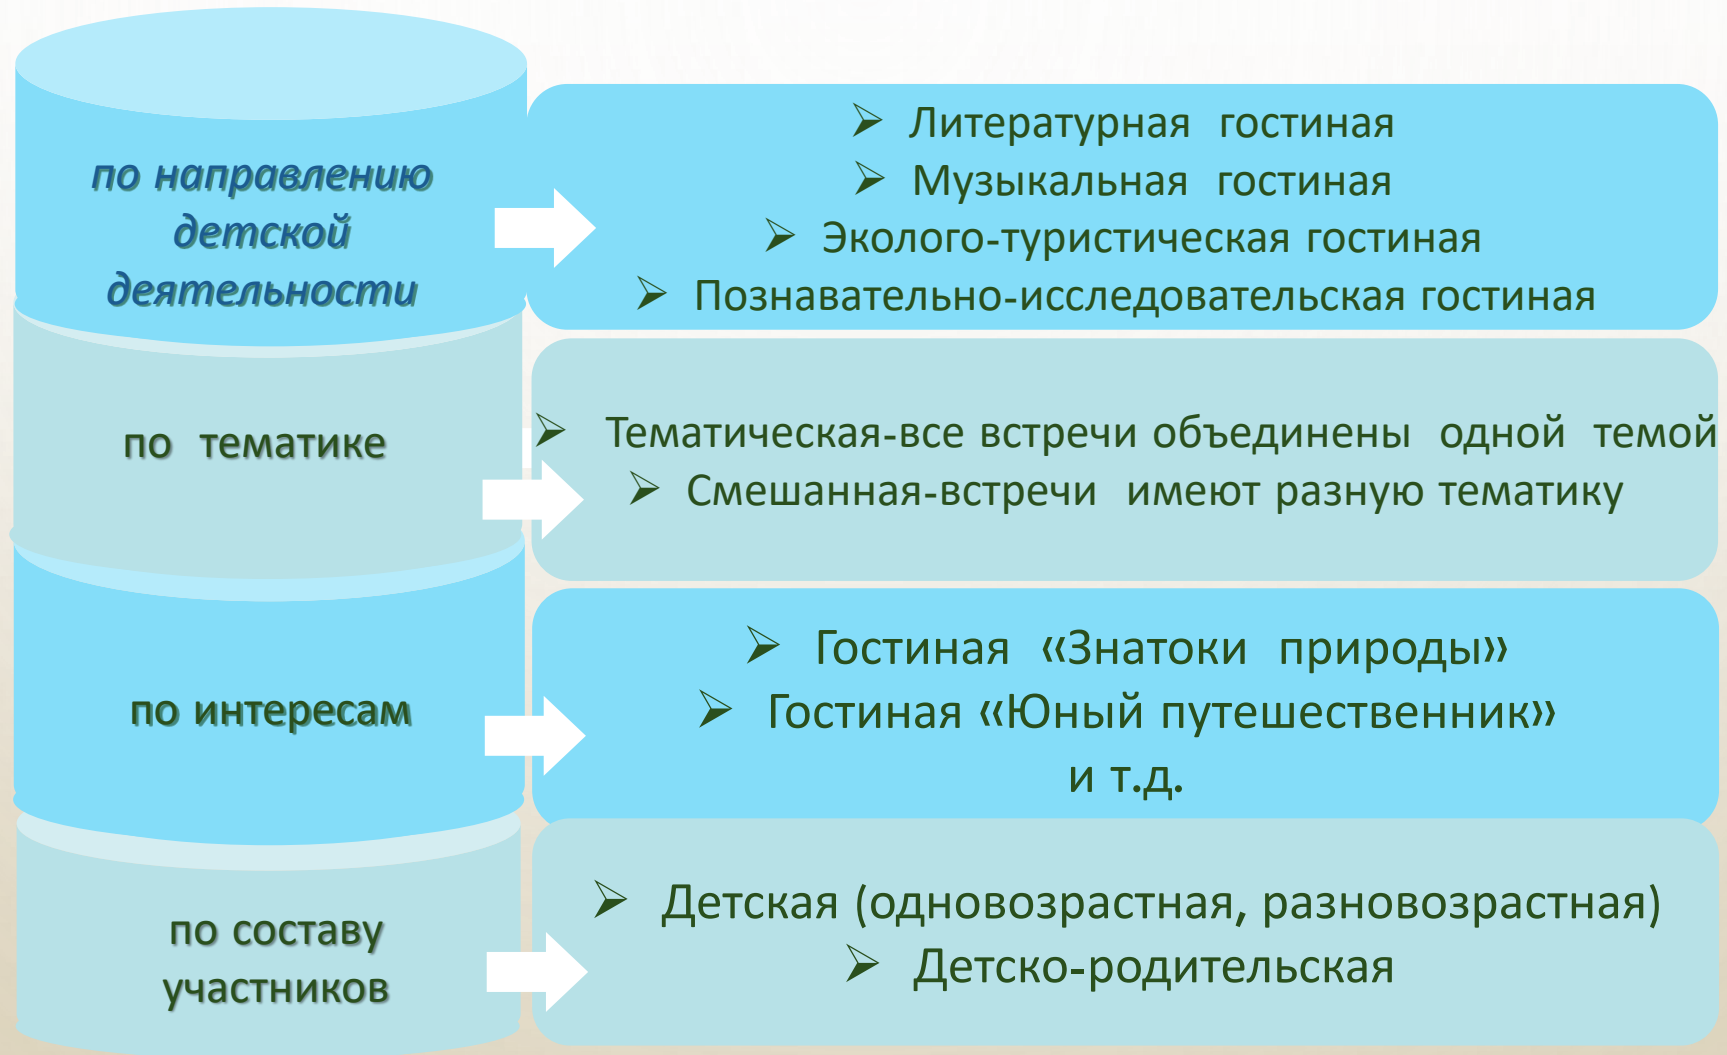 по направлению
детской
деятельности
➢ Литературная гостиная
➢ Музыкальная гостиная
➢ Эколого-туристическая гостиная
➢ Познавательно-исследовательская гостиная
по тематике
➢ Тематическая-все встречи объединены одной темой
➢ Смешанная-встречи имеют разную тематику
по интересам
➢ Гостиная «Знатоки природы»
➢ Гостиная «Юный путешественник»
и т.д.
по составу
участников
➢ Детская (одновозрастная, разновозрастная)
➢ Детско-родительская